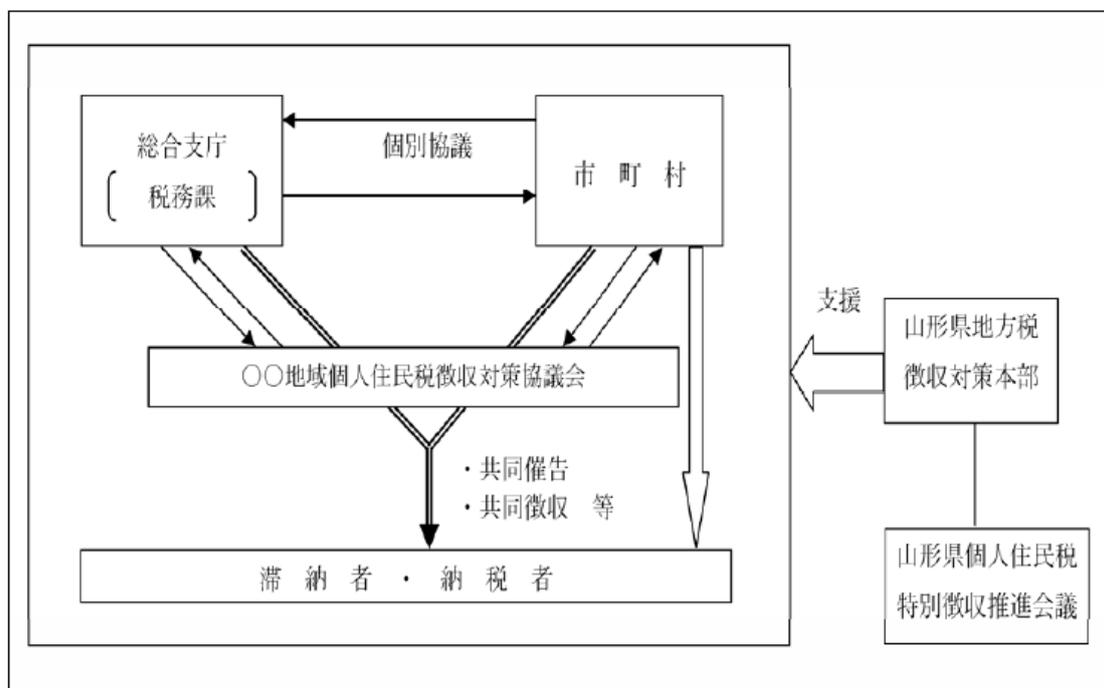 総合支庁
〔 税務課 〕
個別協議
市 町 村
〇〇地域個人住民税徴収対策協議会
・共同催告
・共同徴収 等
滞 納 者 ・ 納 税 者
支援
山形県地方税
徴収対策本部
山形県個人住民税
特別徴収推進会議